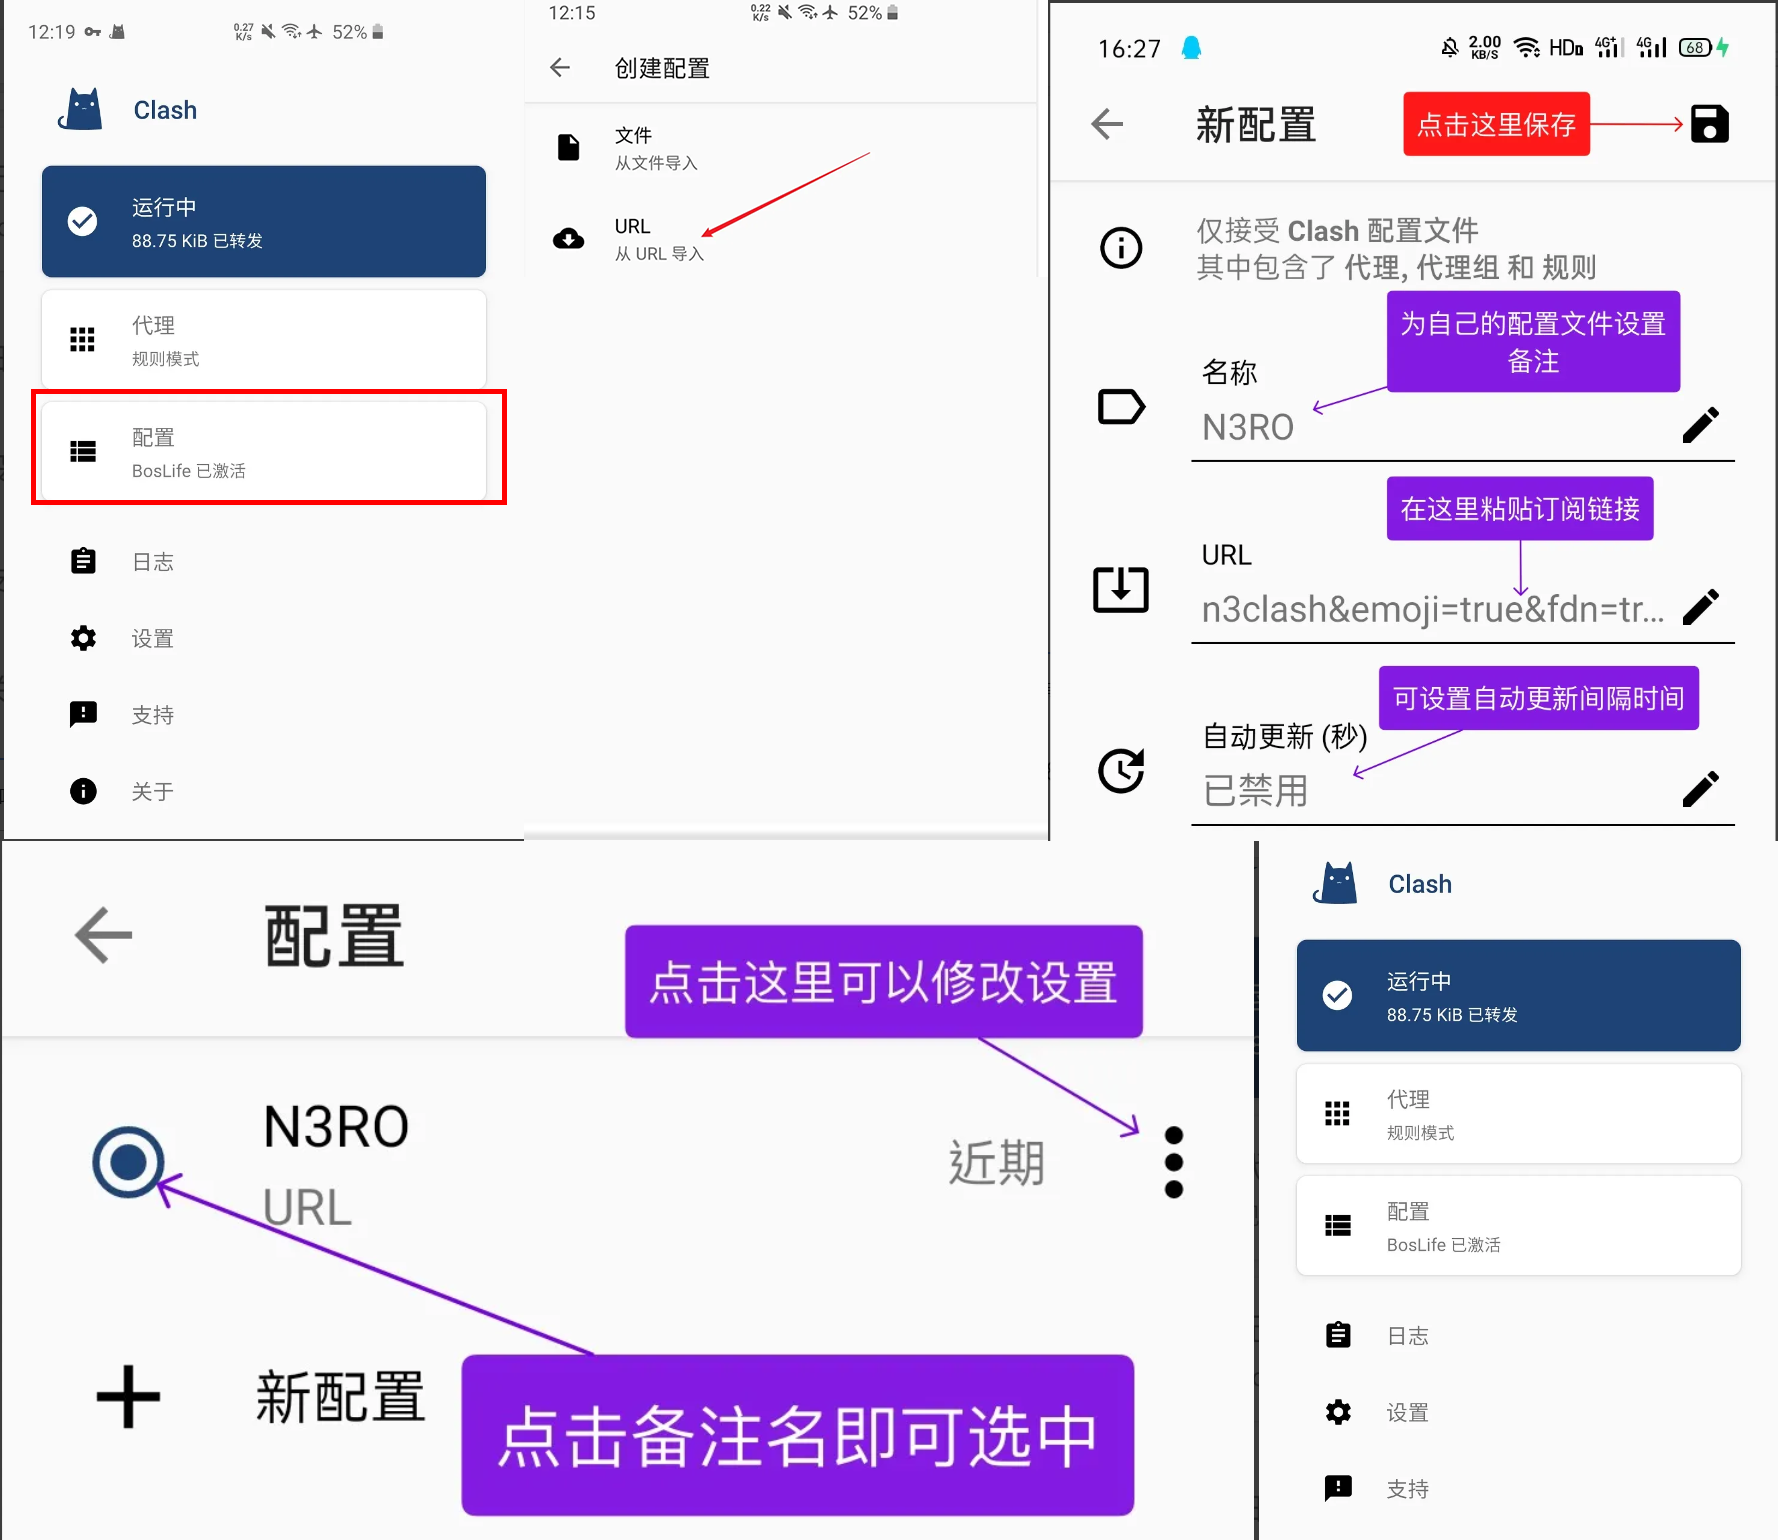 12:19
0.27
K/s
52%
Clash
运行中
88.75 KiB 已转发
代理
规则模式
配置
BosLife 已激活
日志
设置
支持
关于
12:15
0.22
K/s
52%
创建配置
文件
从文件导入
URL
从 URL 导入
16:27
2.00
KB/S
HD
4G+
4G
68
新配置
点击这里保存
仅接受 Clash 配置文件
其中包含了 代理, 代理组 和 规则
为自己的配置文件设置
备注
名称
N3RO
在这里粘贴订阅链接
URL
n3clash&emoji=true&fdn=tr...
可设置自动更新间隔时间
自动更新 (秒)
已禁用
配置
点击这里可以修改设置
N3RO
近期
URL
新配置
点击备注名即可选中
Clash
运行中
88.75 KiB 已转发
代理
规则模式
配置
BosLife 已激活
日志
设置
支持